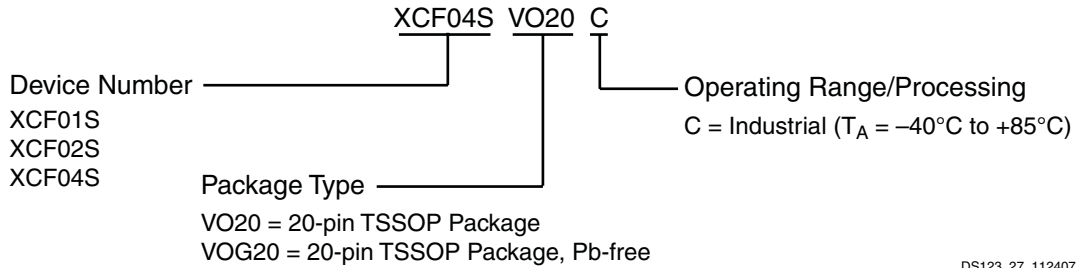 XCF04S VO20 C
Device Number
XCF01S
XCF02S
XCF04S
Package Type
VO20 = 20-pin TSSOP Package
VOG20 = 20-pin TSSOP Package, Pb-free
Operating Range/Processing
C = Industrial (TA = –40°C to +85°C)
DS123_27_112407